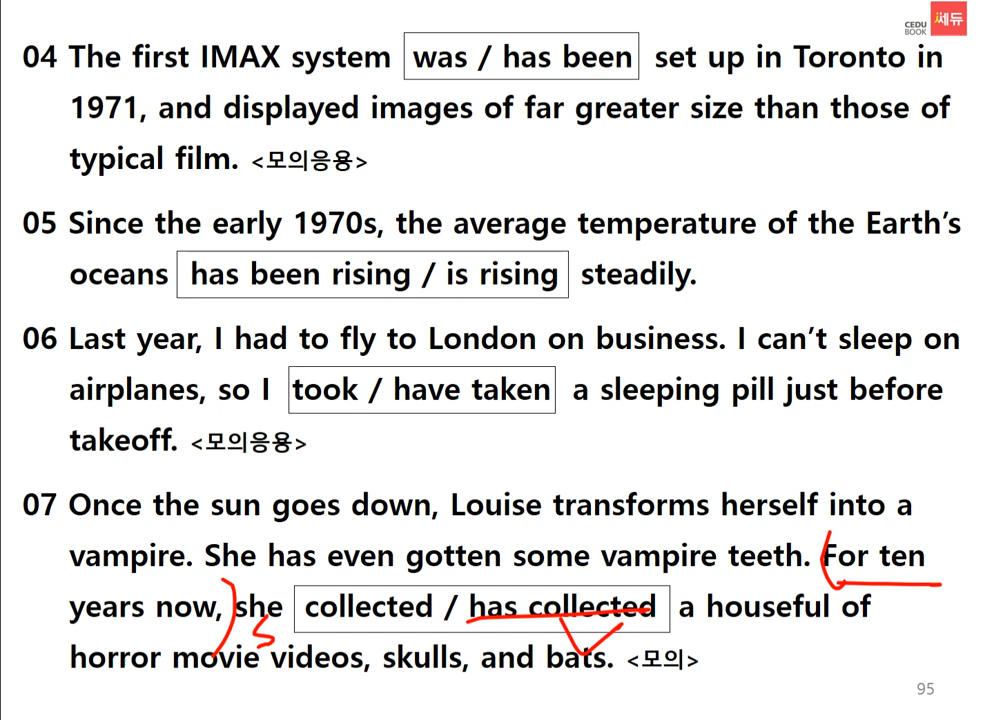 CEDU
BOOK
쎄듀
04 The first IMAX system was / has been set up in Toronto in
1971, and displayed images of far greater size than those of
typical film. <모의응용>
05 Since the early 1970s, the average temperature of the Earth’s
oceans has been rising / is rising steadily.
06 Last year, I had to fly to London on business. I can’t sleep on
airplanes, so I took / have taken a sleeping pill just before
takeoff. <모의응용>
07 Once the sun goes down, Louise transforms herself into a
vampire. She has even gotten some vampire teeth. For ten
years now, she collected / has collected a houseful of
S V
horror movie videos, skulls, and bats. <모의>
95